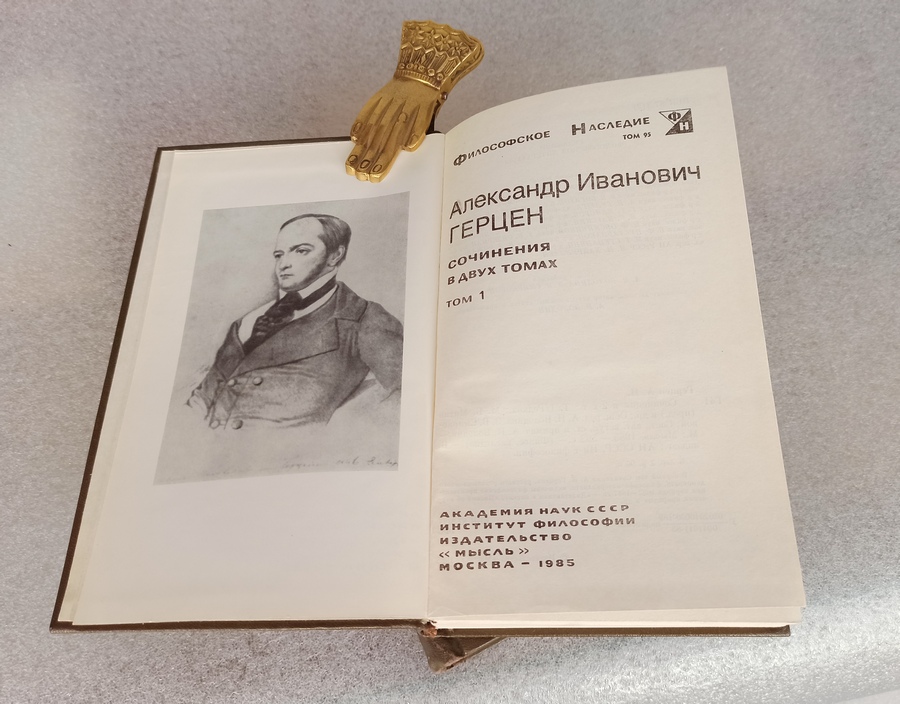 Философское Наследие
том 95
ФН
Александр Иванович
ГЕРЦЕН
СОЧИНЕНИЯ
В ДВУХ ТОМАХ
ТОМ 1
АКАДЕМИЯ НАУК СССР
ИНСТИТУТ ФИЛОСОФИИ
ИЗДАТЕЛЬСТВО
«МЫСЛЬ»
МОСКВА – 1985